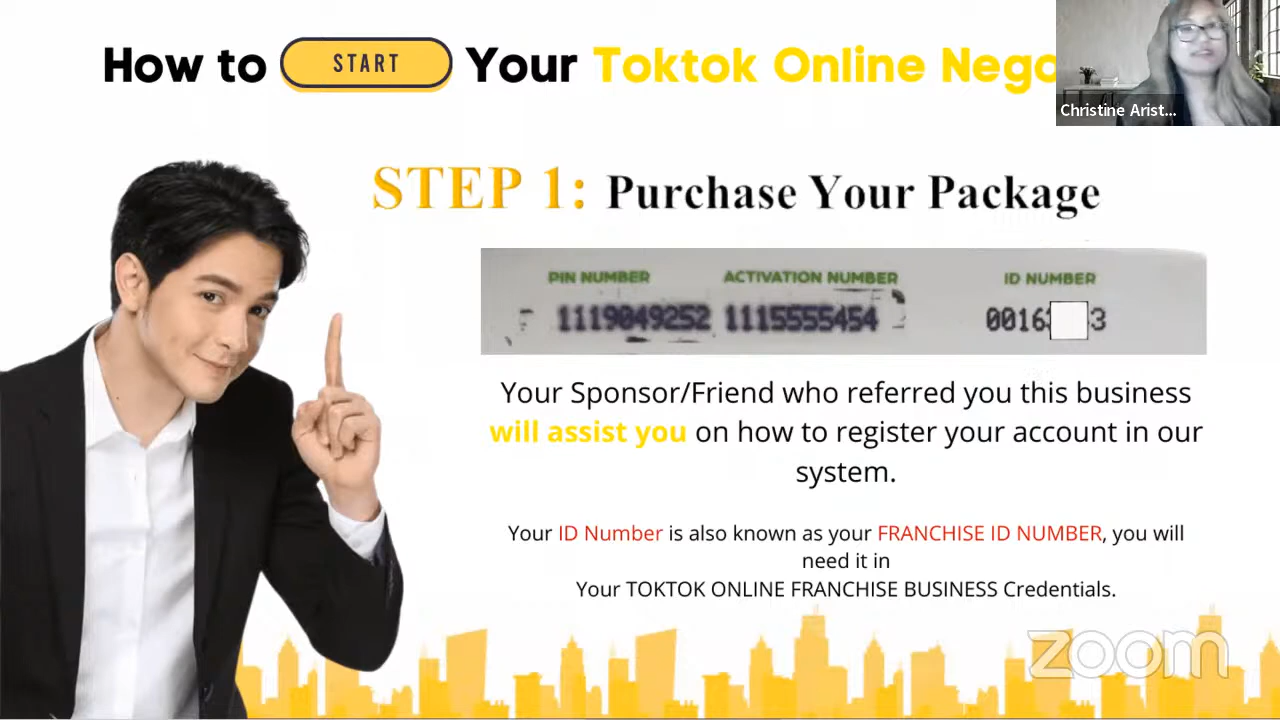 How to START Your Toktok Online Nego
Christine Arist...
STEP 1: Purchase Your Package
PIN NUMBER ACTIVATION NUMBER ID NUMBER
1119049252 1115555454 0016 3
Your Sponsor/Friend who referred you this business
will assist you on how to register your account in our
system.
Your ID Number is also known as your FRANCHISE ID NUMBER, you will
need it in
Your TOKTOK ONLINE FRANCHISE BUSINESS Credentials.
zoom